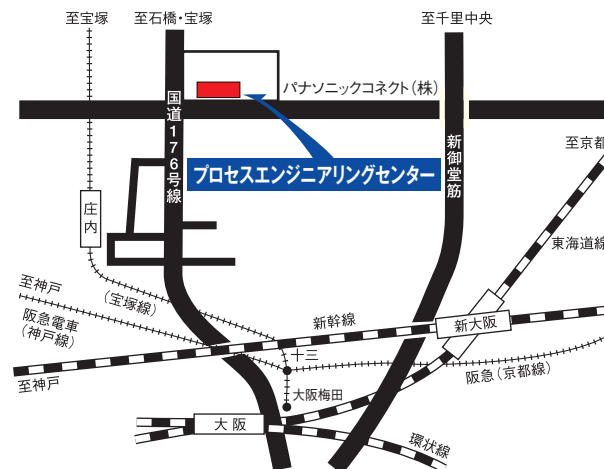 至宝塚
至石橋・宝塚
至千里中央
パナソニックコネクト(株)
国道176号線
新御堂筋
至京都
プロセスエンジニアリングセンター
庄内
東海道線
至神戸
(宝塚線)
阪急電車
(神戸線)
新幹線
新大阪
十三
至神戸
阪急(京都線)
大阪梅田
大阪
環状線